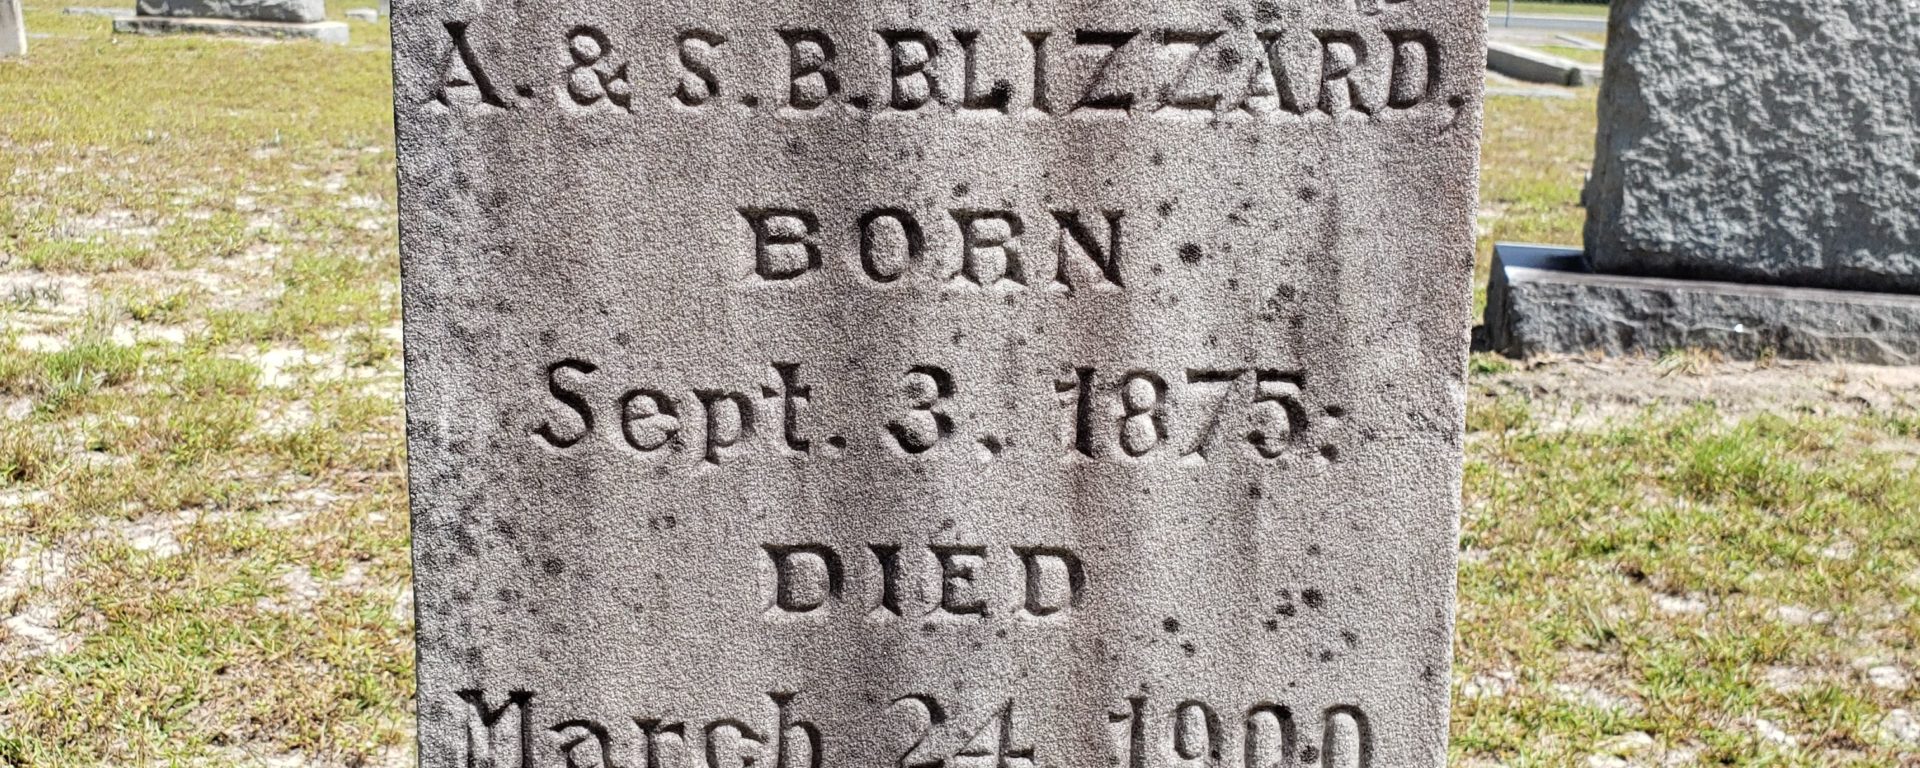 A. & S. B. BLIZZARD,
BORN
Sept. 3, 1875;
DIED
March 24, 1900